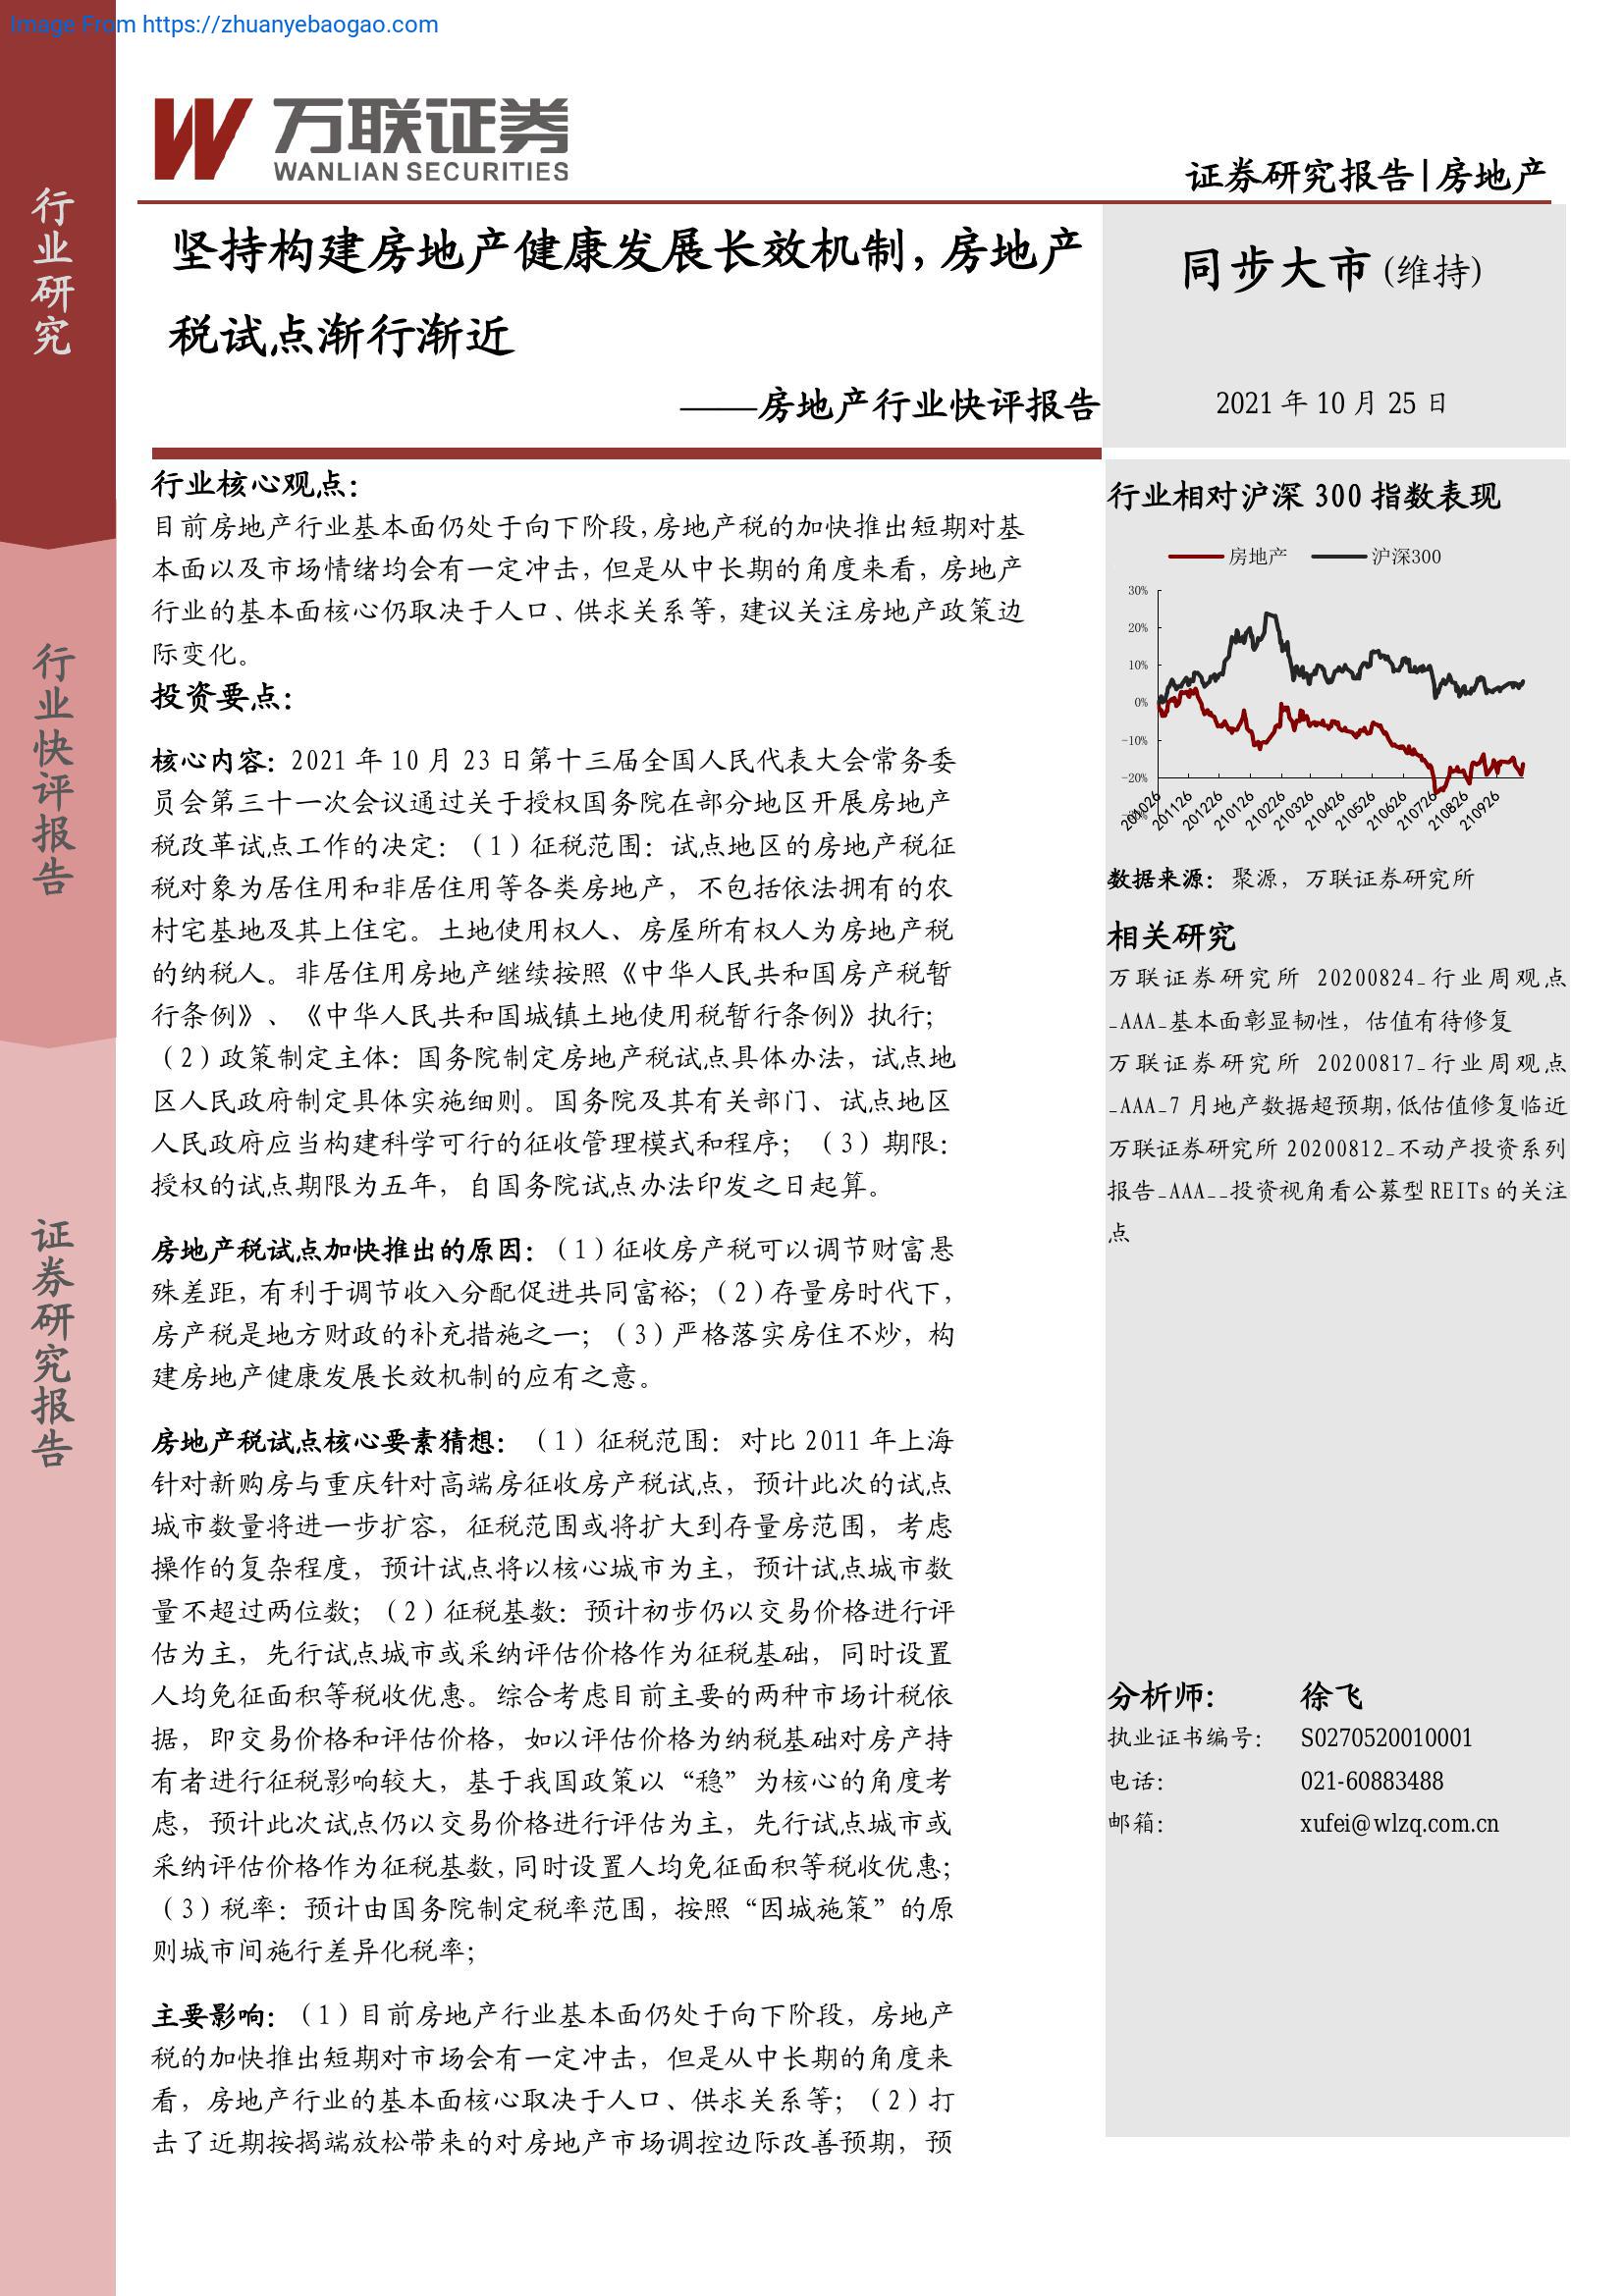 Image From https://zhuanyebaogao.com
万联证券
WANLIAN SECURITIES
证券研究报告|房地产
行业研究
行业快评报告
证券研究报告
坚持构建房地产健康发展长效机制，房地产
税试点渐行渐近
——房地产行业快评报告
同步大市(维持)
2021 年 10 月 25 日
行业核心观点：
目前房地产行业基本面仍处于向下阶段，房地产税的加快推出短期对基
本面以及市场情绪均会有一定冲击，但是从中长期的角度来看，房地产
行业的基本面核心仍取决于人口、供求关系等，建议关注房地产政策边
际变化。
投资要点：
核心内容：2021 年 10 月 23 日第十三届全国人民代表大会常务委
员会第三十一次会议通过关于授权国务院在部分地区开展房地产
税改革试点工作的决定：（1）征税范围：试点地区的房地产税征
税对象为居住用和非居住用等各类房地产，不包括依法拥有的农
村宅基地及其上住宅。土地使用权人、房屋所有权人为房地产税
的纳税人。非居住用房地产继续按照《中华人民共和国房产税暂
行条例》、《中华人民共和国城镇土地使用税暂行条例》执行；
（2）政策制定主体：国务院制定房地产税试点具体办法，试点地
区人民政府制定具体实施细则。国务院及其有关部门、试点地区
人民政府应当构建科学可行的征收管理模式和程序；（3）期限：
授权的试点期限为五年，自国务院试点办法印发之日起算。
房地产税试点加快推出的原因：（1）征收房产税可以调节财富悬
殊差距，有利于调节收入分配促进共同富裕；（2）存量房时代下，
房产税是地方财政的补充措施之一；（3）严格落实房住不炒，构
建房地产健康发展长效机制的应有之意。
房地产税试点核心要素猜想：（1）征税范围：对比 2011 年上海
针对新购房与重庆针对高端房征收房产税试点，预计此次的试点
城市数量将进一步扩容，征税范围或将扩大到存量房范围，考虑
操作的复杂程度，预计试点将以核心城市为主，预计试点城市数
量不超过两位数；（2）征税基数：预计初步仍以交易价格进行评
估为主，先行试点城市或采纳评估价格作为征税基础，同时设置
人均免征面积等税收优惠。综合考虑目前主要的两种市场计税依
据，即交易价格和评估价格，如以评估价格为纳税基础对房产持
有者进行征税影响较大，基于我国政策以“稳”为核心的角度考
虑，预计此次试点仍以交易价格进行评估为主，先行试点城市或
采纳评估价格作为征税基数，同时设置人均免征面积等税收优惠；
（3）税率：预计由国务院制定税率范围，按照“因城施策”的原
则城市间施行差异化税率；
主要影响：（1）目前房地产行业基本面仍处于向下阶段，房地产
税的加快推出短期对市场会有一定冲击，但是从中长期的角度来
看，房地产行业的基本面核心取决于人口、供求关系等；（2）打
击了近期按揭端放松带来的对房地产市场调控边际改善预期，预
行业相对沪深 300 指数表现
房地产 沪深300
30%
20%
10%
0%
-10%
-20%
201026 201126 201226 210126 210226 210326 210426 210526 210626 210726 210826 210926
数据来源：聚源，万联证券研究所
相关研究
万联证券研究所 20200824_行业周观点
_AAA_基本面彰显韧性，估值有待修复
万联证券研究所 20200817_行业周观点
_AAA_7 月地产数据超预期，低估值修复临近
万联证券研究所 20200812_不动产投资系列
报告_AAA__投资视角看公募型 REITs 的关注
点
分析师： 徐飞
执业证书编号： S0270520010001
电话： 021-60883488
邮箱： xufei@wlzq.com.cn